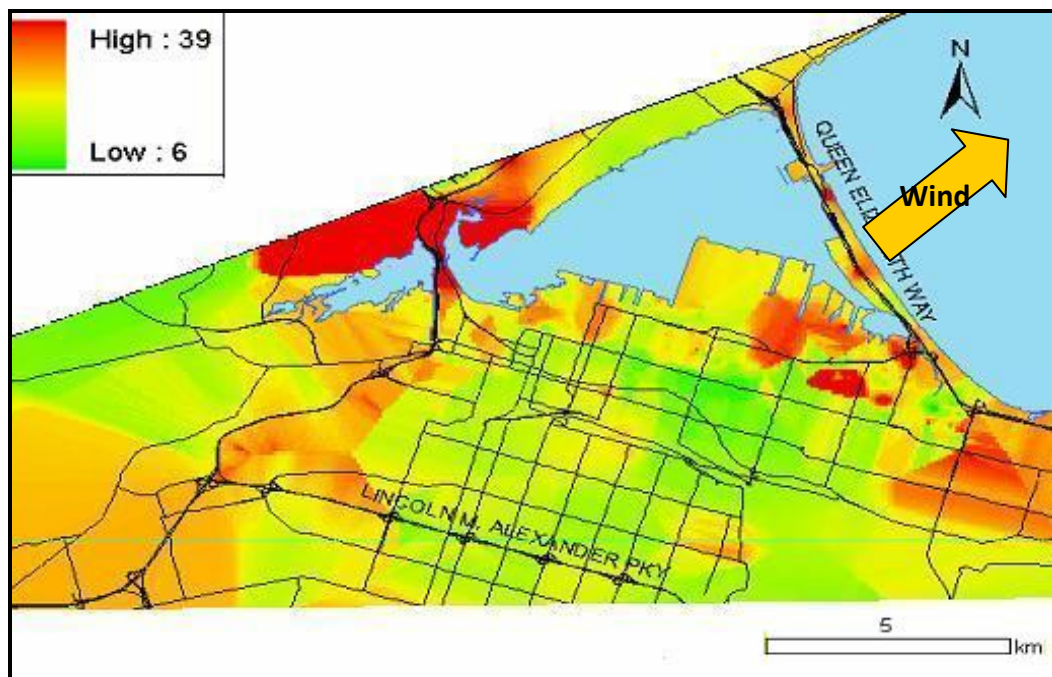 High : 39
Low : 6
N
QUEEN ELIZABETH WAY
Wind
LINCOLN M. ALEXANDER PKY
5
km